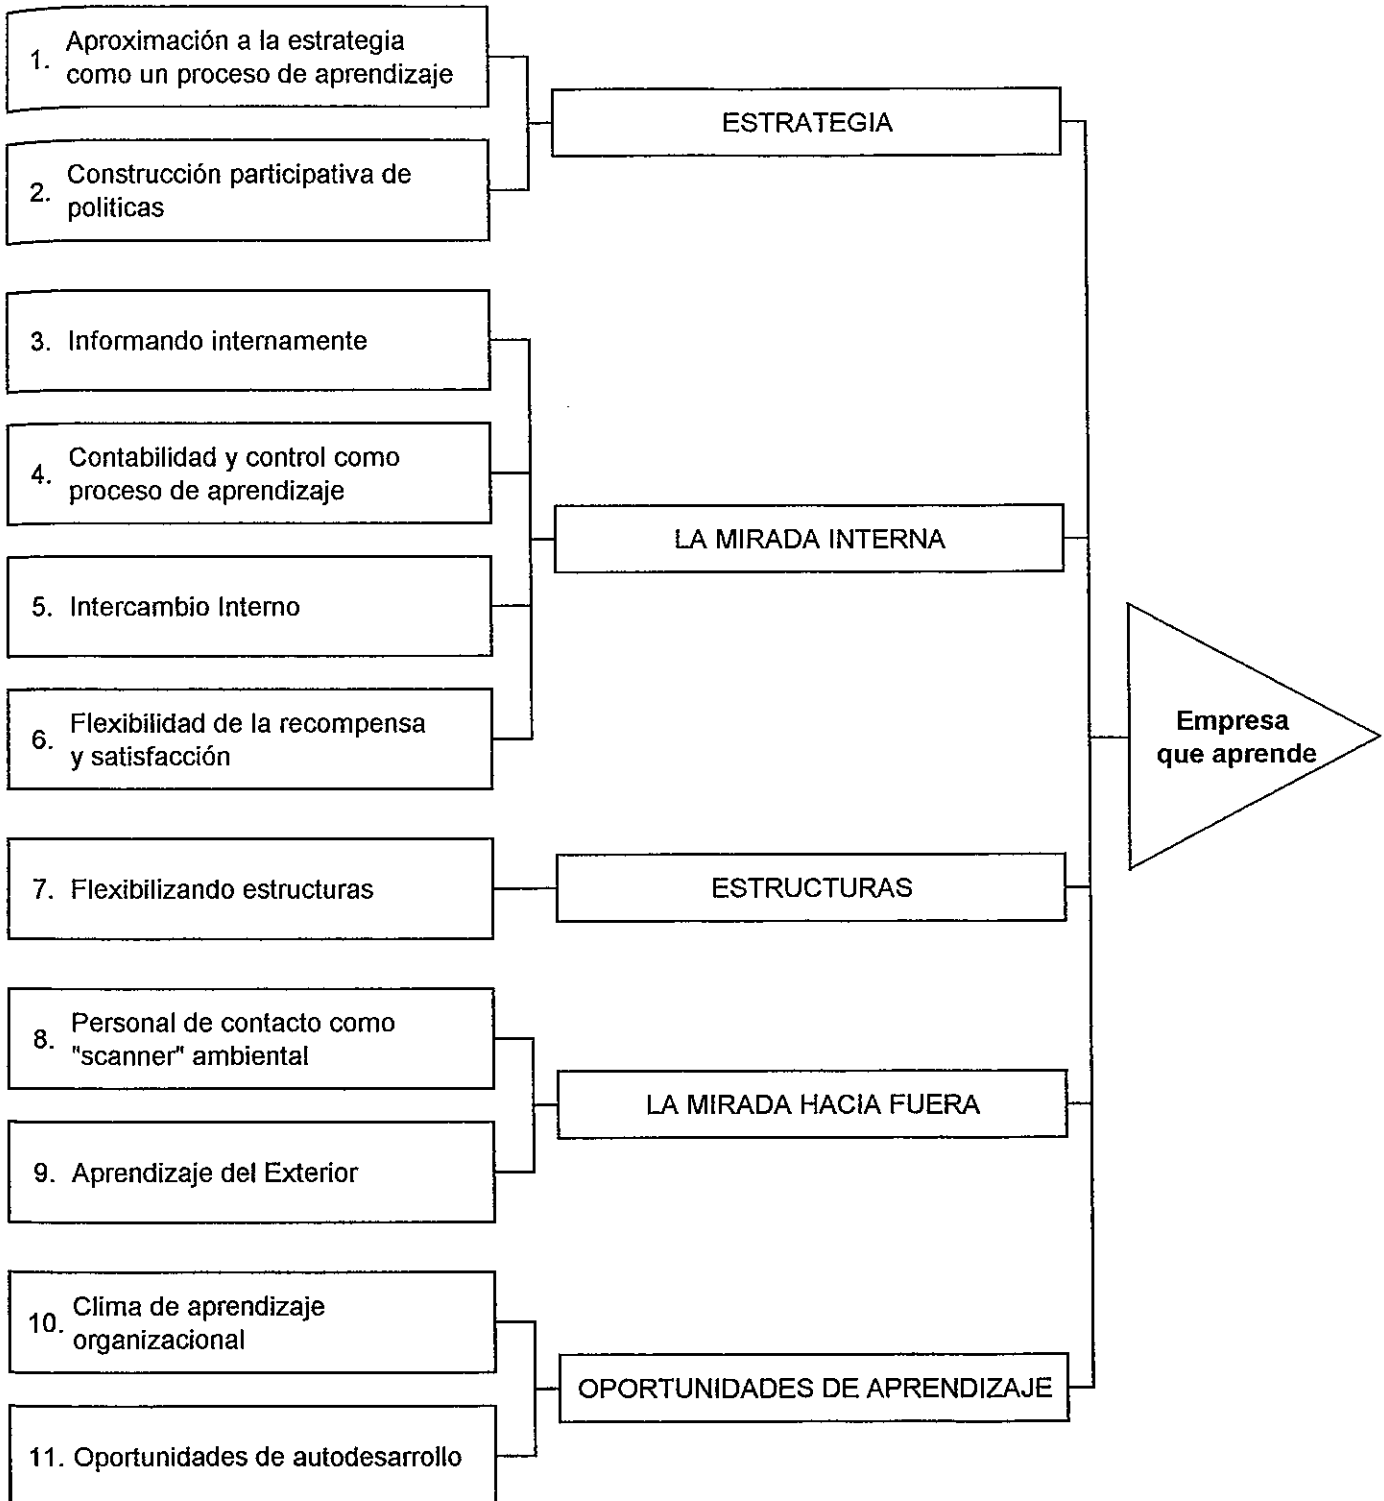 1. Aproximación a la estrategia
como un proceso de aprendizaje
ESTRATEGIA
2. Construcción participativa de
politicas
3. Informando internamente
4. Contabilidad y control como
proceso de aprendizaje
LA MIRADA INTERNA
5. Intercambio Interno
6. Flexibilidad de la recompensa
y satisfacción
Empresa
que aprende
7. Flexibilizando estructuras
ESTRUCTURAS
8. Personal de contacto como
"scanner" ambiental
LA MIRADA HACIA FUERA
9. Aprendizaje del Exterior
10. Clima de aprendizaje
organizacional
OPORTUNIDADES DE APRENDIZAJE
11. Oportunidades de autodesarrollo